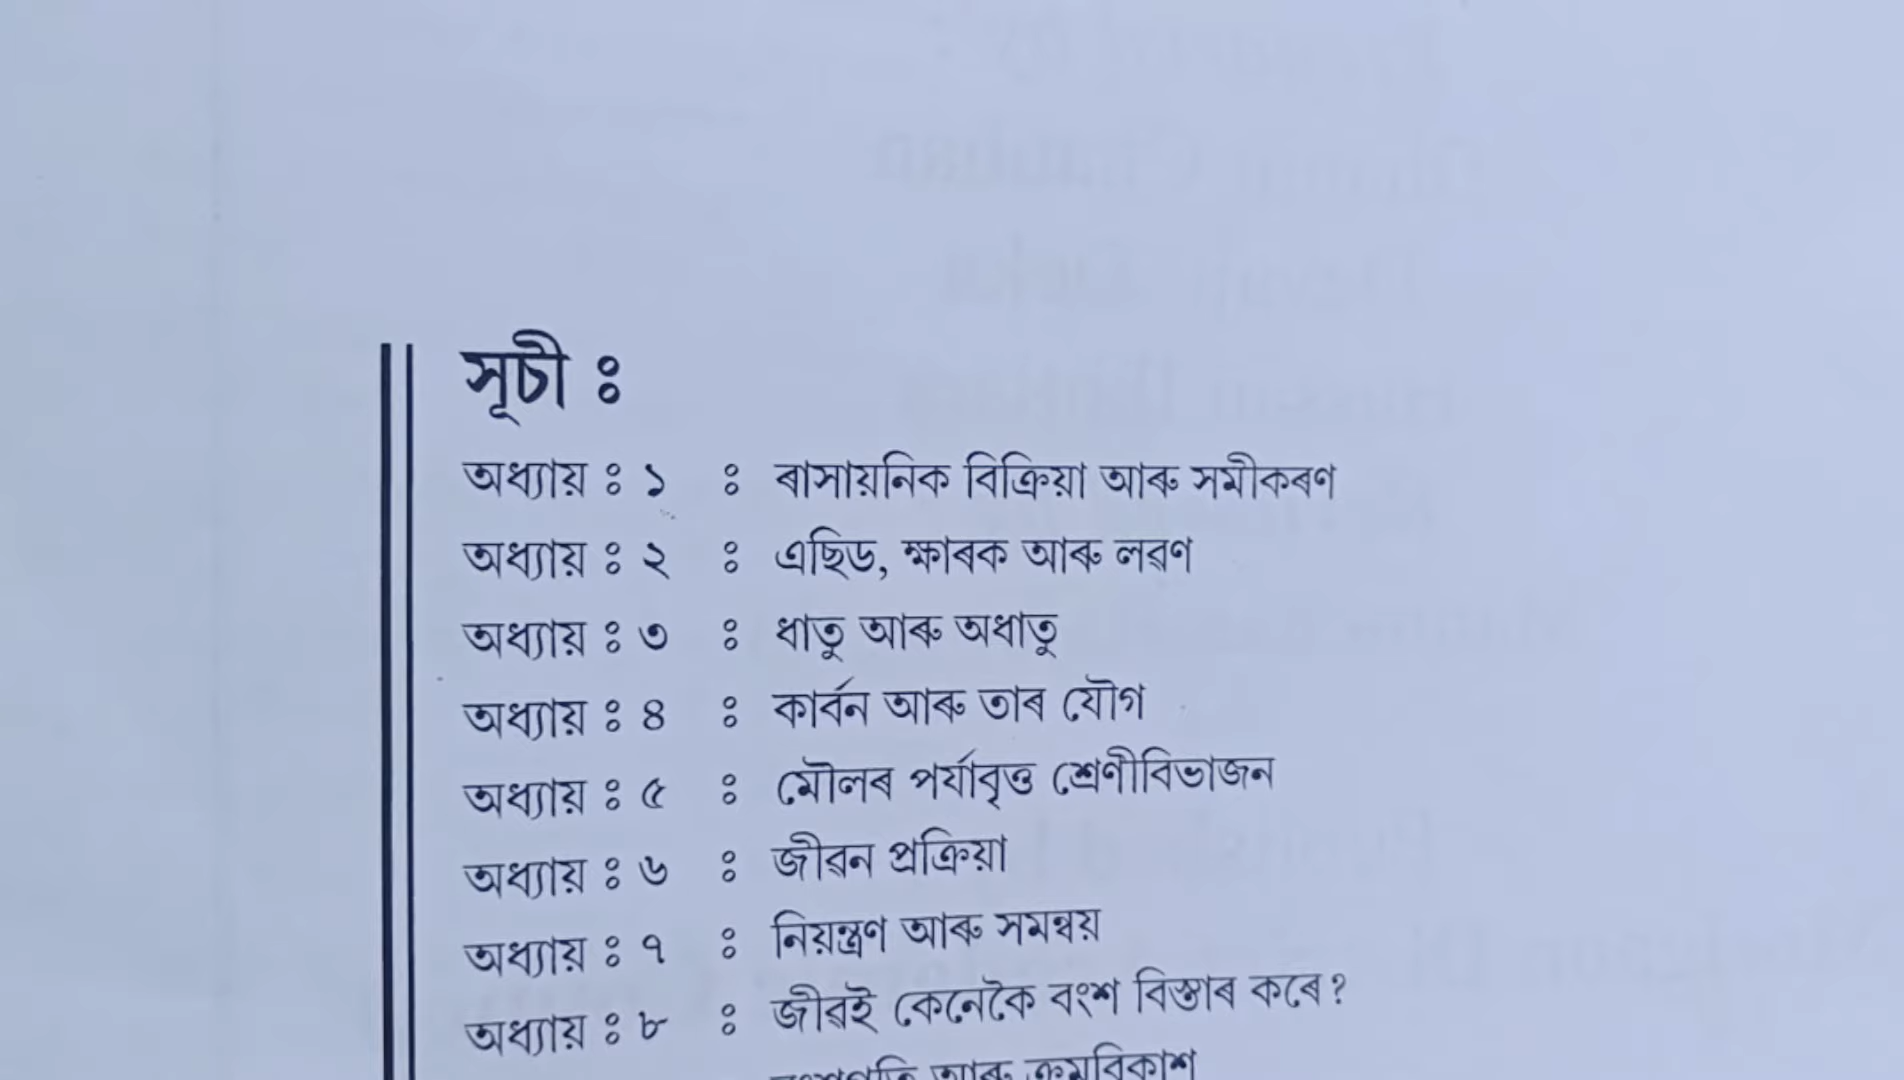 সূচী ঃ
অধ্যায় ঃ ১ ঃ ৰাসায়নিক বিক্ৰিয়া আৰু সমীকৰণ
অধ্যায় ঃ ২ ঃ এছিড, ক্ষাৰক আৰু লৱণ
অধ্যায় ঃ ৩ ঃ ধাতু আৰু অধাতু
অধ্যায় ঃ ৪ ঃ কাৰ্বন আৰু তাৰ যৌগ
অধ্যায় ঃ ৫ ঃ মৌলৰ পৰ্যাবৃত্ত শ্ৰেণীবিভাজন
অধ্যায় ঃ ৬ ঃ জীৱন প্ৰক্ৰিয়া
অধ্যায় ঃ ৭ ঃ নিয়ন্ত্ৰণ আৰু সমন্বয়
অধ্যায় ঃ ৮ ঃ জীৱই কেনেকৈ বংশ বিস্তাৰ কৰে?
আৰু ক্ৰমবিকাশ